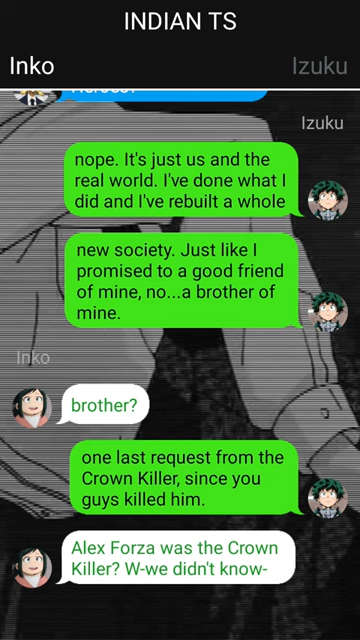 INDIAN TS
Inko
Izuku
Heroes?
Izuku
nope. It's just us and the
real world. I've done what I
did and I've rebuilt a whole
new society. Just like I
promised to a good friend
of mine, no...a brother of
mine.
Inko
brother?
one last request from the
Crown Killer, since you
guys killed him.
Alex Forza was the Crown
Killer? W-we didn't know-